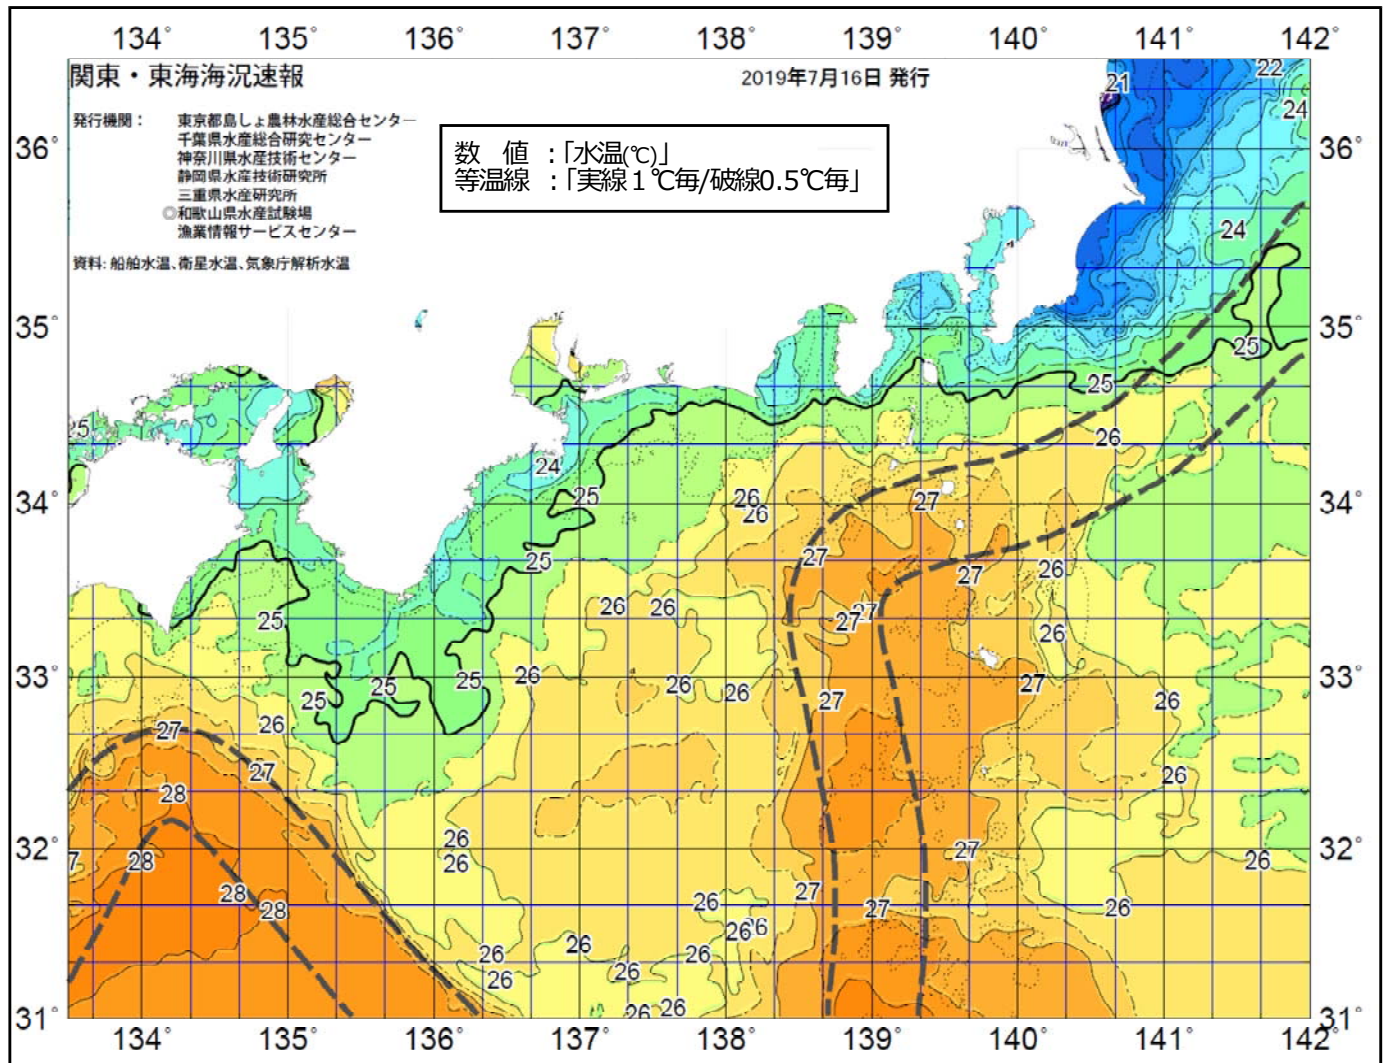 134° 135° 136° 137° 138° 139° 140° 141° 142°
関東・東海海況速報
2019年7月16日 発行
発行機関： 東京都島しょ農林水産総合センター
千葉県水産総合研究センター
神奈川県水産技術センター
静岡県水産技術研究所
三重県水産研究所
◎和歌山県水産試験場
漁業情報サービスセンター
資料: 船舶水温、衛星水温、気象庁解析水温
数 値 ：「水温(℃)」
等温線 ：「実線１℃毎/破線0.5℃毎」
21 22
24
36° 36°
24
35° 35°
25
25
25
26
24
34° 25 26 26 27 34°
25 27 27 26
26 26 27 27
25 26
33° 26 33°
25 25 25 26 26 27 27 26
27 26
27 26
28
26
32° 28 26 27 26 32°
28 28 26 27 27 26
26 26
26 26 26
26 26
26 26
31° 31°
134° 135° 136° 137° 138° 139° 140° 141° 142°